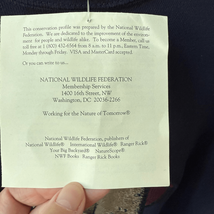 This conservation profile was prepared by the National Wildlife
Federation. We are dedicated to improving the environment
for people and wildlife alike. To become a Member, call our
toll free at 1 (800) 432-6564 from 8 a.m. to 11 p.m., Eastern Time,
Monday through Friday. VISA and MasterCard accepted.
Or you can write to us...
NATIONAL WILDLIFE FEDERATION
Membership Services
1400 16th Street, NW
Washington, DC 20036-2266
Working for the Nature of Tomorrow®
National Wildlife Federation, publishers of
National Wildlife® International Wildlife® Ranger Rick®
Your Big Backyard® NatureScope®
NWF Books Ranger Rick Books